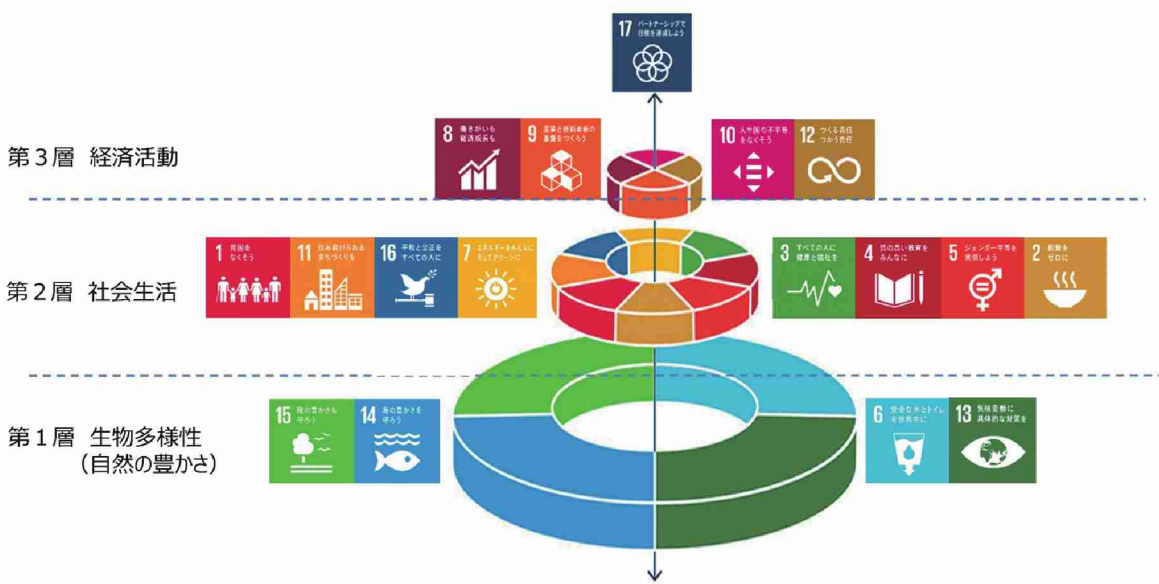 17 パートナーシップで
目標を達成しよう
第3層 経済活動
8 働きがいも
経済成長も
9 産業と技術革新の
基盤をつくろう
10 人や国の不平等
をなくそう
12 つくる責任
つかう責任
第2層 社会生活
1 貧困を
なくそう
11 住み続けられる
まちづくりを
16 平和と公正を
すべての人に
7 エネルギーをみんなに
そしてクリーンに
3 すべての人に
健康と福祉を
4 質の高い教育を
みんなに
5 ジェンダー平等を
実現しよう
2 飢餓を
ゼロに
第1層 生物多様性
(自然の豊かさ)
15 陸の豊かさも
守ろう
14 海の豊かさを
守ろう
6 安全な水とトイレ
を世界中に
13 気候変動に
具体的な対策を